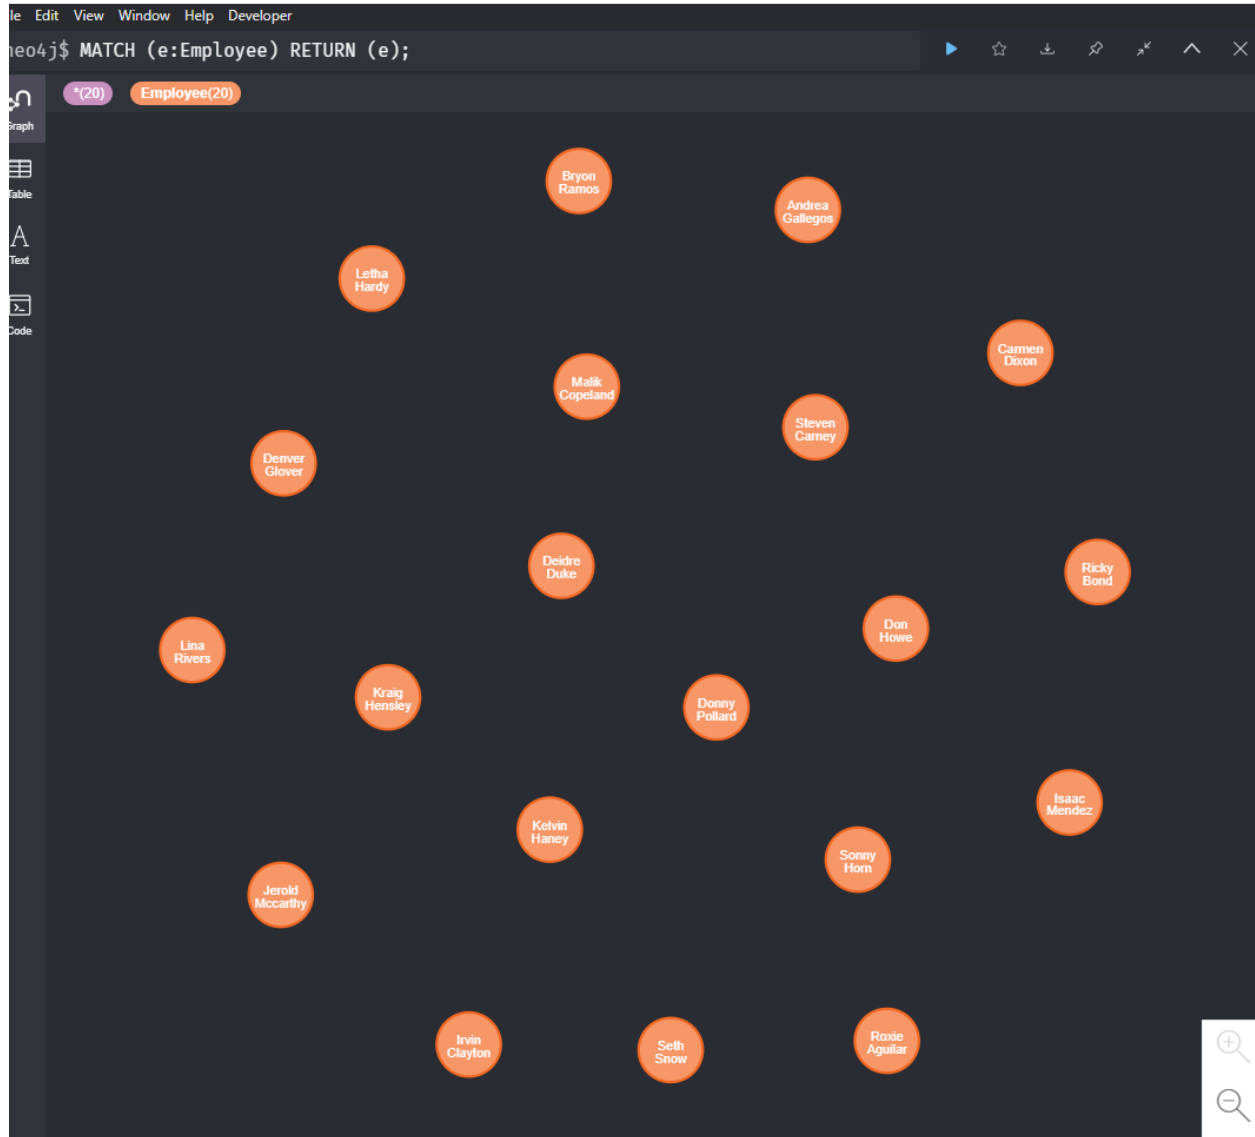 le Edit View Window Help Developer
neo4j$ MATCH (e:Employee) RETURN (e);
*(20) Employee(20)
Graph
Table
A
Text
Code
Bryon
Ramos
Andrea
Gallegos
Letha
Hardy
Carmen
Dixon
Malik
Copeland
Steven
Carney
Denver
Glover
Deidre
Duke
Ricky
Bond
Don
Howe
Lina
Rivers
Kraig
Hensley
Donny
Pollard
Isaac
Mendez
Kelvin
Haney
Sonny
Horn
Jerold
Mccarthy
Irvin
Clayton
Seth
Snow
Roxie
Aguilar